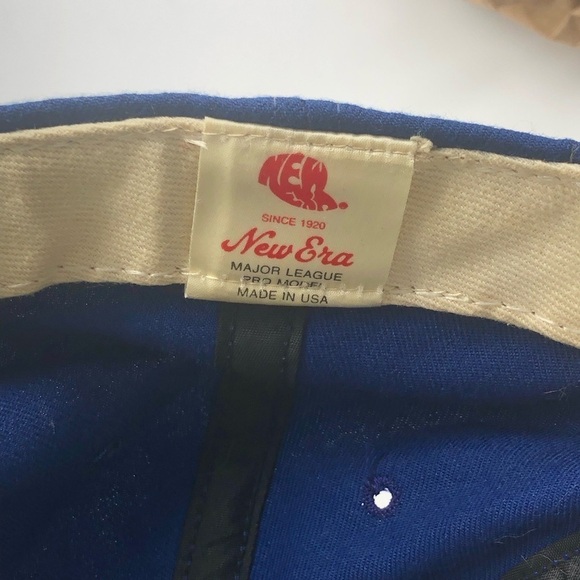 NEW
ERA.
SINCE 1920
New Era
MAJOR LEAGUE
PRO MODEL
MADE IN USA